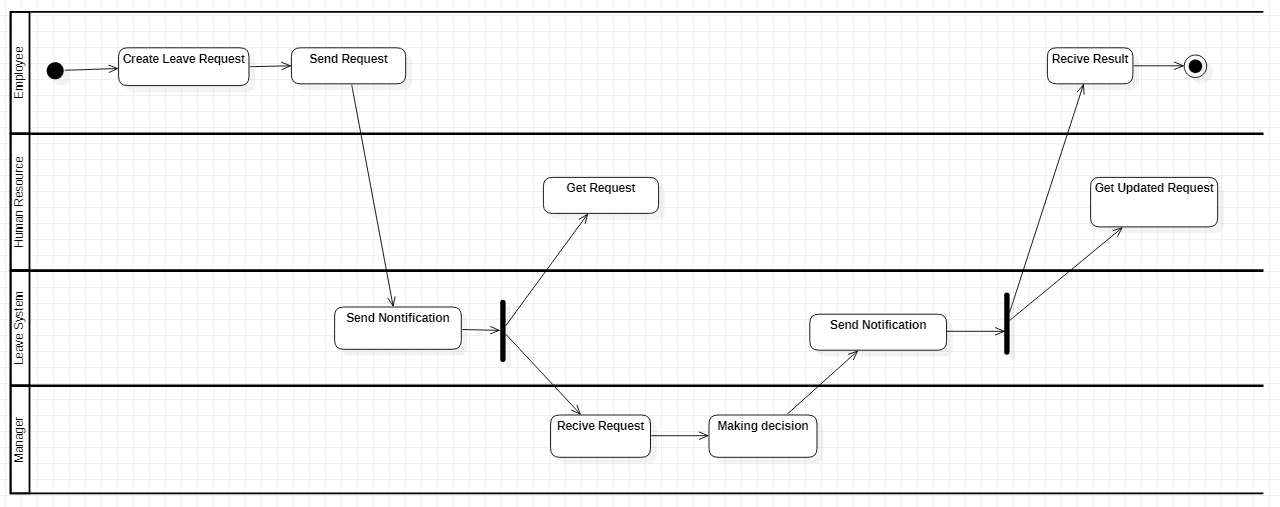 Employee
Create Leave Request
Send Request
Recive Result
Human Resource
Get Request
Get Updated Request
Leave System
Send Nontification
Send Notification
Manager
Recive Request
Making decision